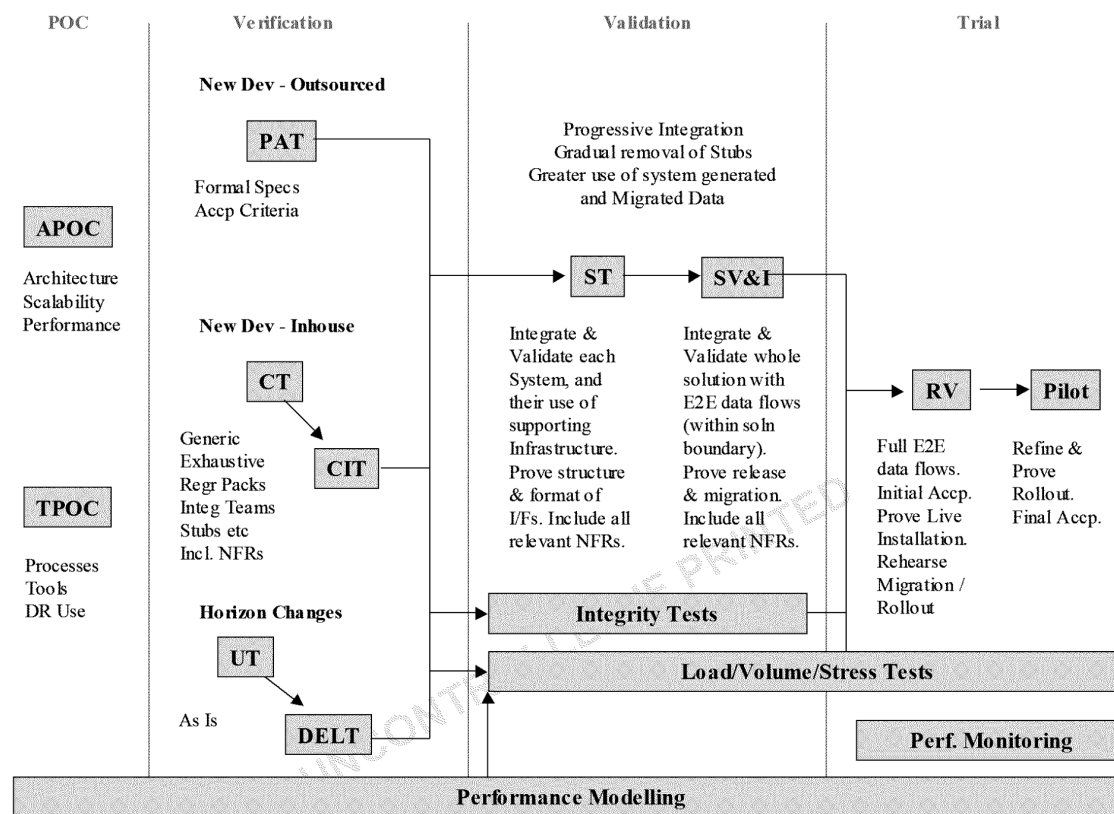 POC
Verification
Validation
Trial
New Dev - Outsourced
PAT
Formal Specs
Accp Criteria
APOC
Architecture
Scalability
Performance
New Dev - Inhouse
CT
CIT
Generic
Exhaustive
Regr Packs
Integ Teams
Stubs etc
Incl. NFRs
TPOC
Processes
Tools
DR Use
Horizon Changes
UT
As Is
DELT
Progressive Integration
Gradual removal of Stubs
Greater use of system generated
and Migrated Data
ST
Integrate &
Validate each
System, and
their use of
supporting
Infrastructure.
Prove structure
& format of
I/Fs. Include all
relevant NFRs.
SV&I
Integrate &
Validate whole
solution with
E2E data flows
(within soln
boundary).
Prove release
& migration.
Include all
relevant NFRs.
RV
Full E2E
data flows.
Initial Accp.
Prove Live
Installation.
Rehearse
Migration /
Rollout
Pilot
Refine &
Prove
Rollout.
Final Accp.
Integrity Tests
Load/Volume/Stress Tests
Perf. Monitoring
Performance Modelling
IF PRINTED